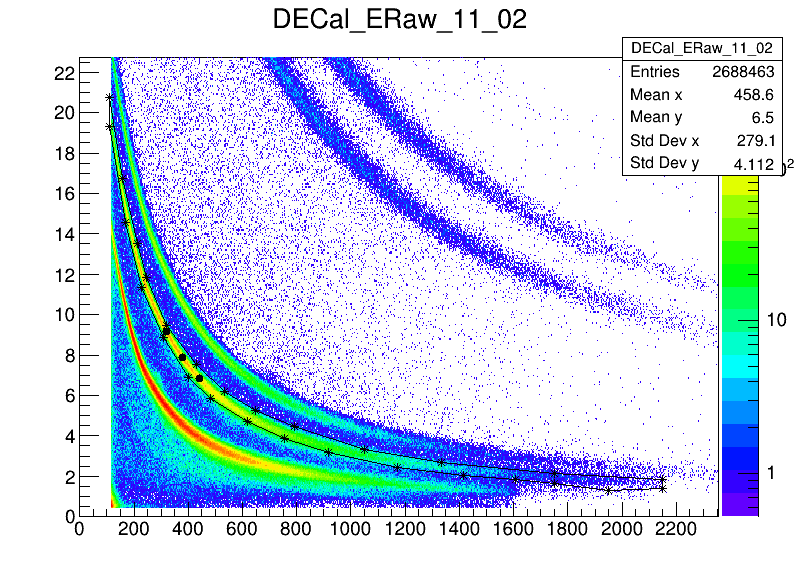 DECal_ERaw_11_02
DECal_ERaw_11_02
Entries 2688463
Mean x 458.6
Mean y 6.5
Std Dev x 279.1
Std Dev y 4.112
22
20
18
16
14
12
10
8
6
4
2
0
10
1
0 200 400 600 800 1000 1200 1400 1600 1800 2000 2200